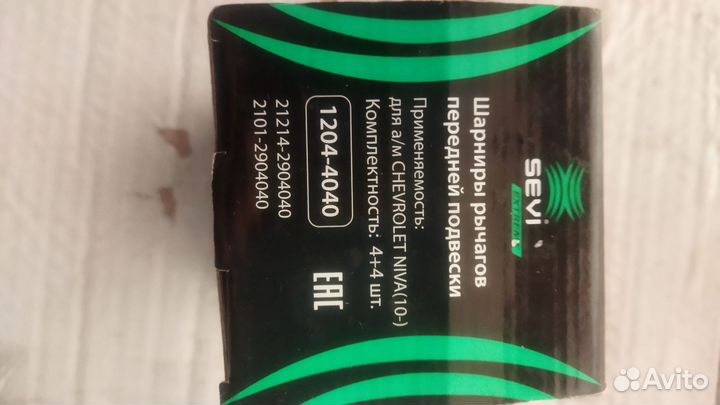 SEVI
EXTREME
Шарниры рычагов
передней подвески
Применяемость:
для а/м CHEVROLET NIVA(10-)
Комплектность: 4+4 шт.
1204-4040
EAC
21214-2904040
2101-2904040
Avito